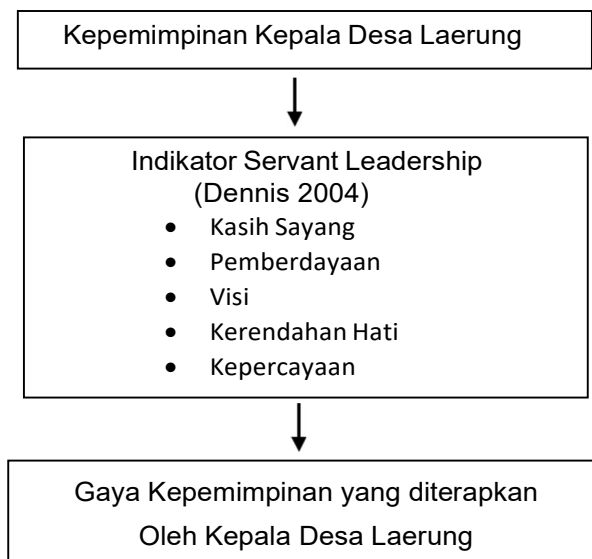 Kepemimpinan Kepala Desa Laerung
Indikator Servant Leadership
(Dennis 2004)
• Kasih Sayang
• Pemberdayaan
• Visi
• Kerendahan Hati
• Kepercayaan
Gaya Kepemimpinan yang diterapkan
Oleh Kepala Desa Laerung